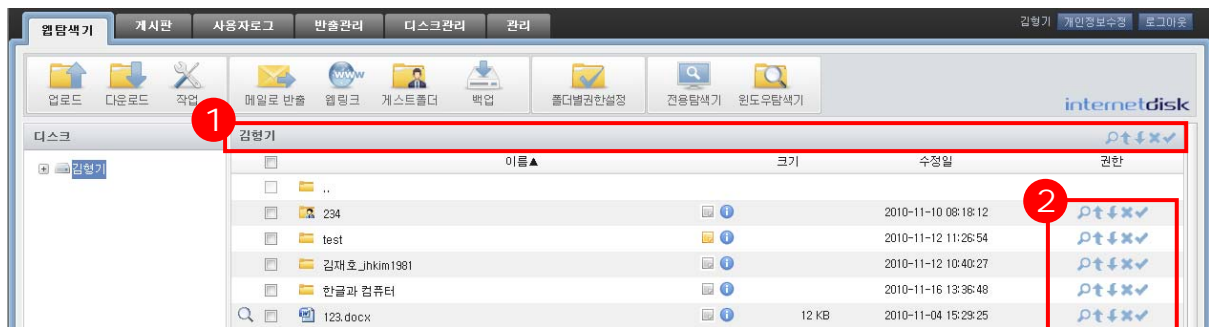 웹탐색기 게시판 사용자로그 반출관리 디스크관리 관리 김형기 개인정보수정 로그아웃
업로드 다운로드 작업 메일로 반출 웹링크 게스트폴더 백업 폴더별권한설정 전용탐색기 윈도우탐색기
internetdisk
1
디스크 김형기
김형기
이름▲ 크기 수정일 권한
..
2
234 2010-11-10 08:18:12
test 2010-11-12 11:26:54
김재호_jhkim1981 2010-11-12 10:40:27
한글과 컴퓨터 2010-11-16 13:36:48
123.docx 12 KB 2010-11-04 15:29:25